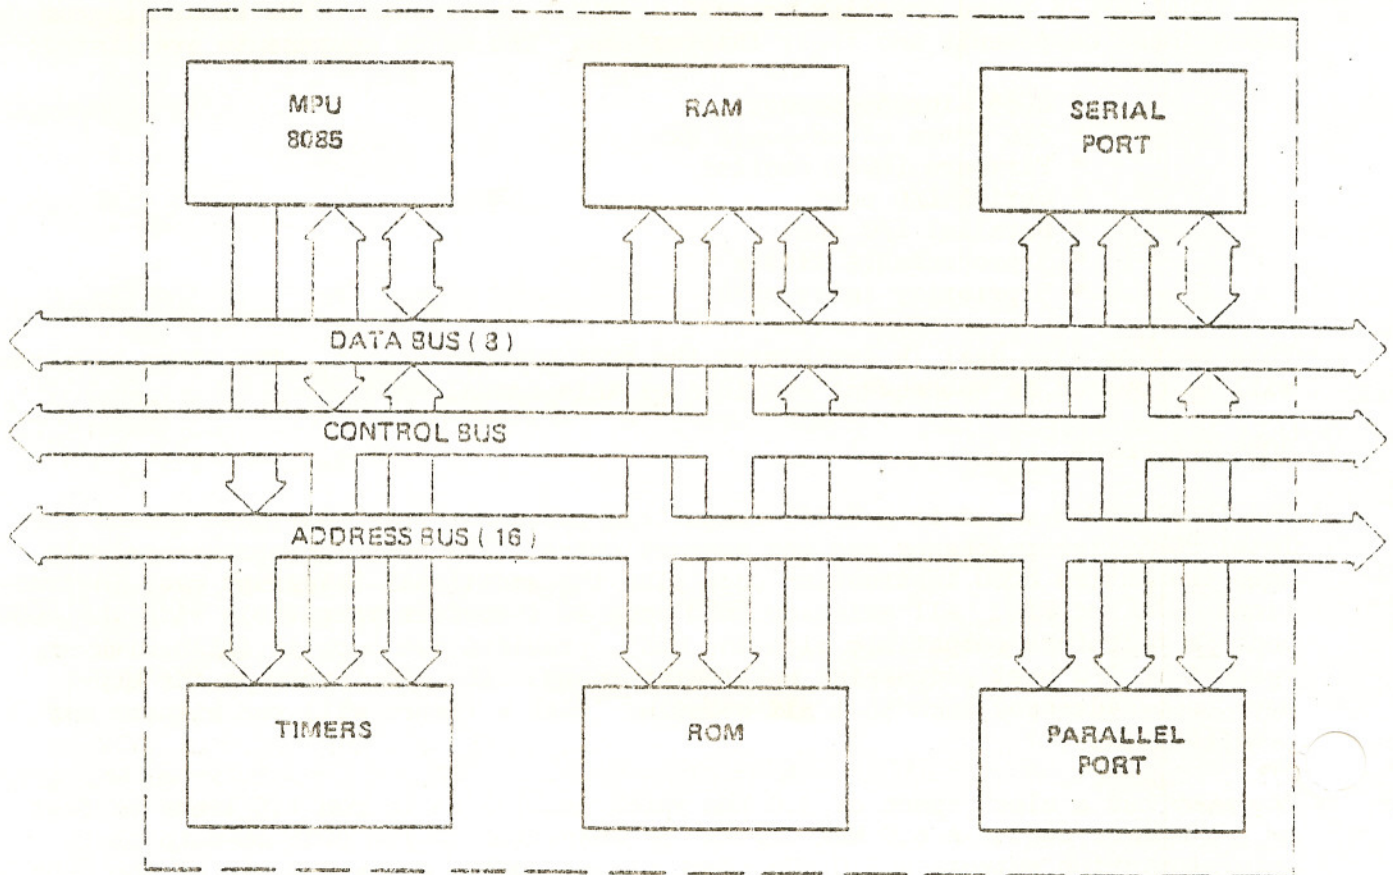 MPU
8085
RAM
SERIAL
PORT
DATA BUS ( 8 )
CONTROL BUS
ADDRESS BUS ( 16 )
TIMERS
ROM
PARALLEL
PORT